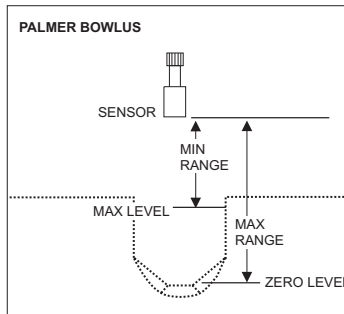 PALMER BOWLUS
SENSOR
MIN
RANGE
MAX LEVEL
MAX
RANGE
ZERO LEVEL